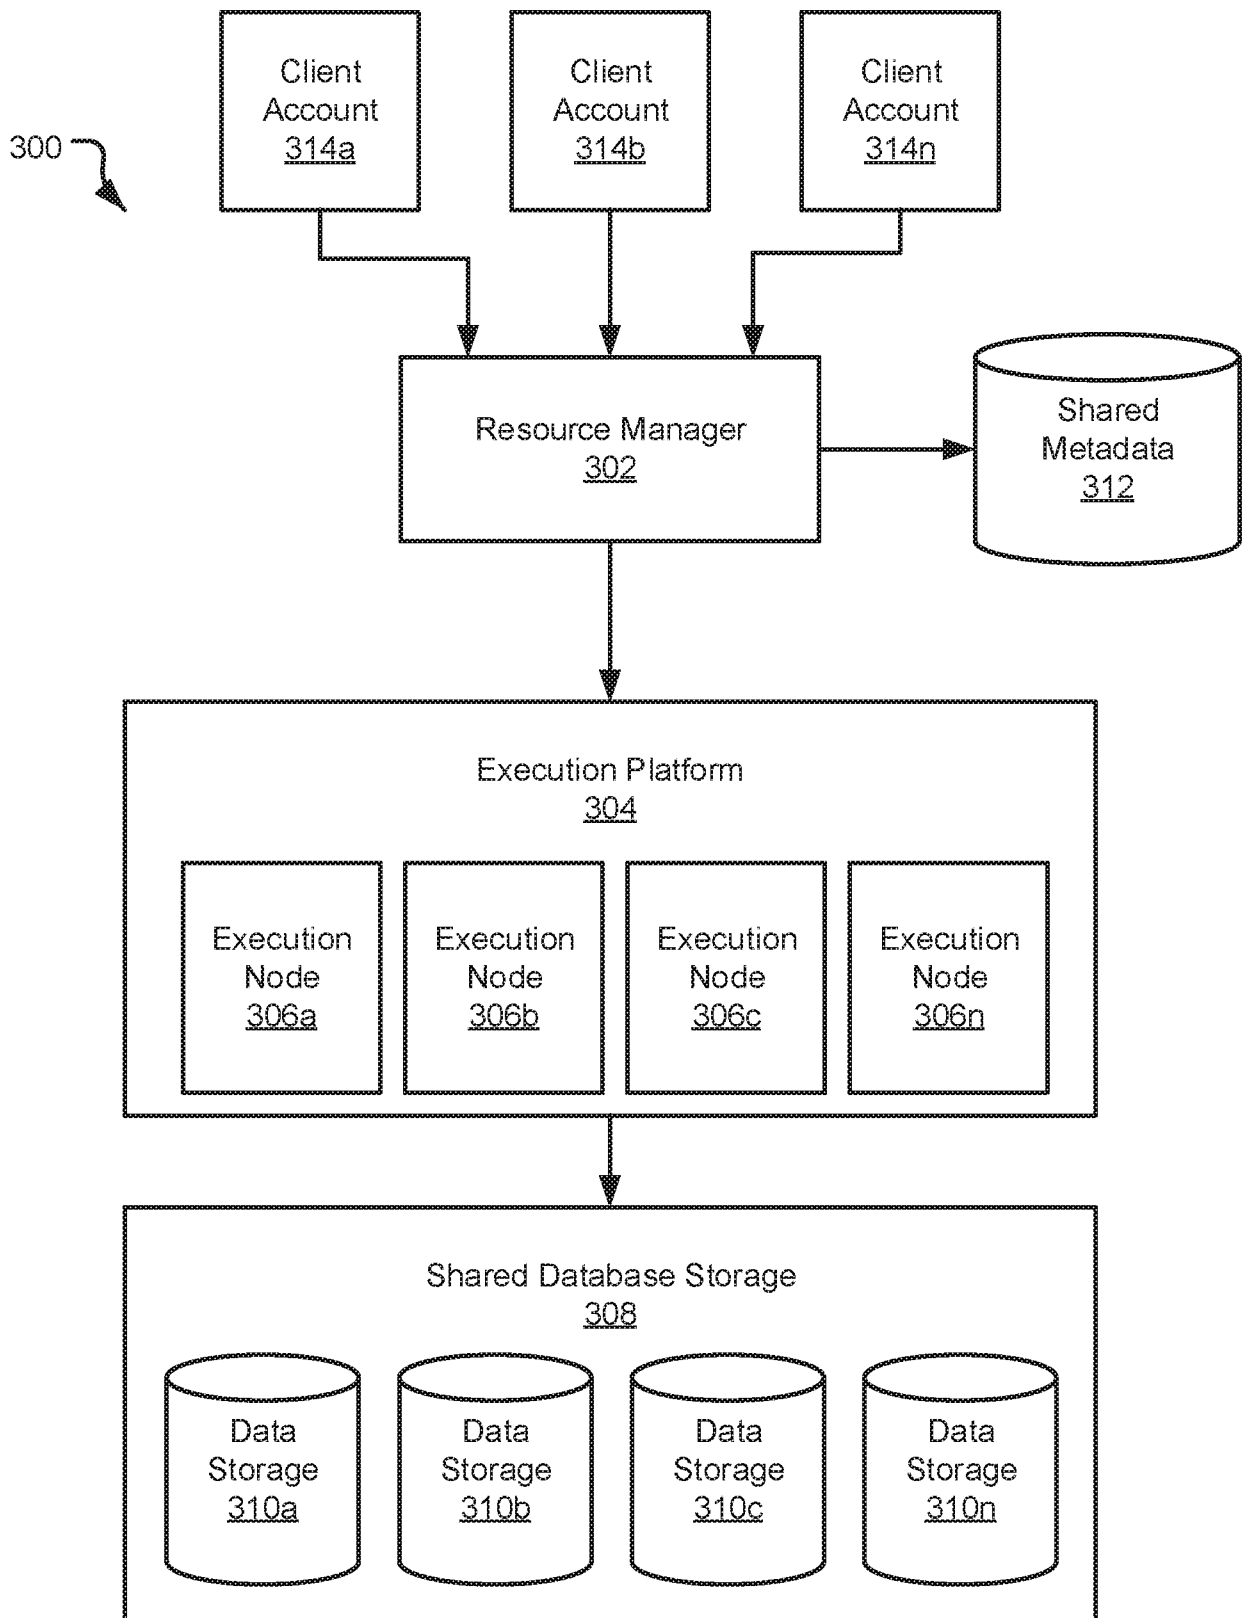 Client
Account
314a
Client
Account
314b
Client
Account
314n
300
Resource Manager
302
Shared
Metadata
312
Execution Platform
304
Execution
Node
306a
Execution
Node
306b
Execution
Node
306c
Execution
Node
306n
Shared Database Storage
308
Data
Storage
310a
Data
Storage
310b
Data
Storage
310c
Data
Storage
310n